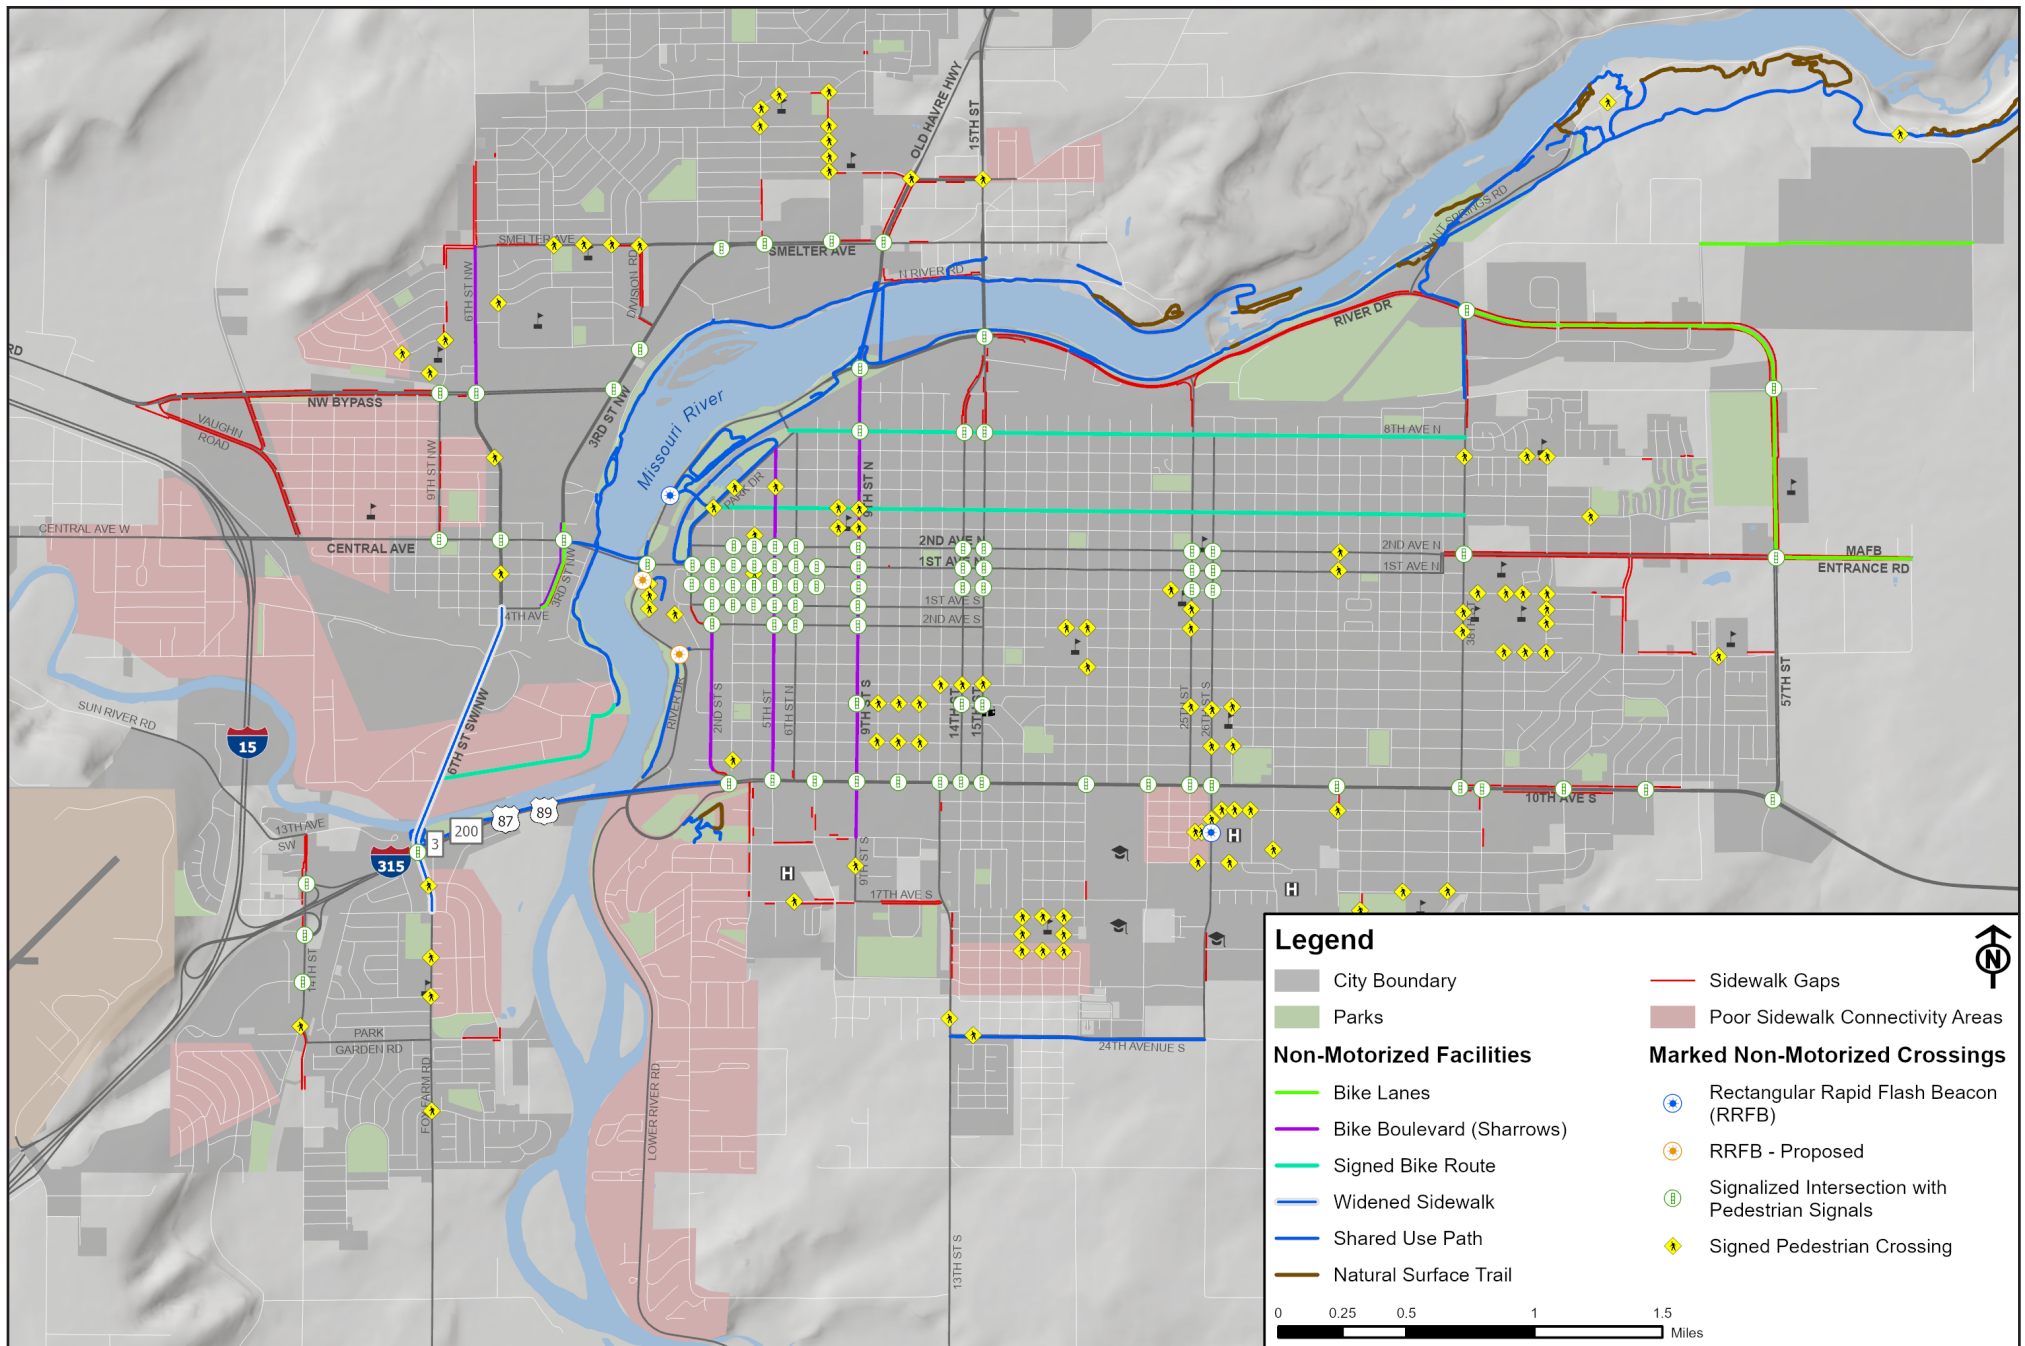 OLD HAVRE HWY
15TH ST
SMELTER AVE
SMELTER AVE
DIVISION RD
6TH ST NW
N RIVER RD
GIANT SPRINGS RD
RIVER DR
RD
NW BYPASS
VAUGHN
ROAD
3RD ST NW
Missouri River
9TH ST NW
8TH AVE N
PARK DR
9TH ST N
CENTRAL AVE W
CENTRAL AVE
2ND AVE N
1ST AVE N
2ND AVE N
1ST AVE N
MAFB
ENTRANCE RD
3RD ST NW
4TH AVE
1ST AVE S
2ND AVE S
38TH ST
57TH ST
6TH ST SW/NW
SUN RIVER RD
15
RIVER DR
2ND ST S
5TH ST
6TH ST N
9TH ST S
14TH ST
15TH ST
25TH ST
26TH ST S
10TH AVE S
13TH AVE
SW
87
89
200
3
315
9TH ST S
17TH AVE S
H
H
H
14TH ST
PARK
GARDEN RD
FOX FARM RD
LOWER RIVER RD
24TH AVENUE S
13TH ST S
Legend
N
City Boundary
Parks
Non-Motorized Facilities
Bike Lanes
Bike Boulevard (Sharrows)
Signed Bike Route
Widened Sidewalk
Shared Use Path
Natural Surface Trail
Sidewalk Gaps
Poor Sidewalk Connectivity Areas
Marked Non-Motorized Crossings
Rectangular Rapid Flash Beacon
(RRFB)
RRFB - Proposed
Signalized Intersection with
Pedestrian Signals
Signed Pedestrian Crossing
0 0.25 0.5 1 1.5
Miles